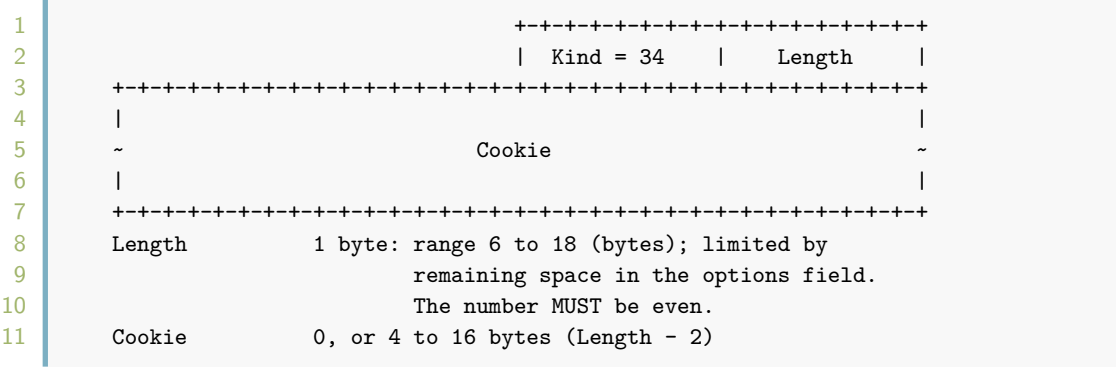 1                                     +-+-+-+-+-+-+-+-+-+-+-+-+-+-+-+-+
2                                     |  Kind = 34    |    Length     |
3     +-+-+-+-+-+-+-+-+-+-+-+-+-+-+-+-+-+-+-+-+-+-+-+-+-+-+-+-+-+-+-+-+
4     |                                                               |
5     ~                            Cookie                             ~
6     |                                                               |
7     +-+-+-+-+-+-+-+-+-+-+-+-+-+-+-+-+-+-+-+-+-+-+-+-+-+-+-+-+-+-+-+-+
8     Length          1 byte: range 6 to 18 (bytes); limited by
9                             remaining space in the options field.
10                            The number MUST be even.
11    Cookie          0, or 4 to 16 bytes (Length - 2)